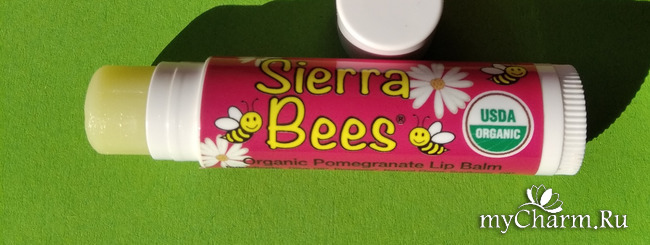 Sierra
Bees®
USDA
ORGANIC
Organic Pomegranate Lip Balm
myCharm.Ru